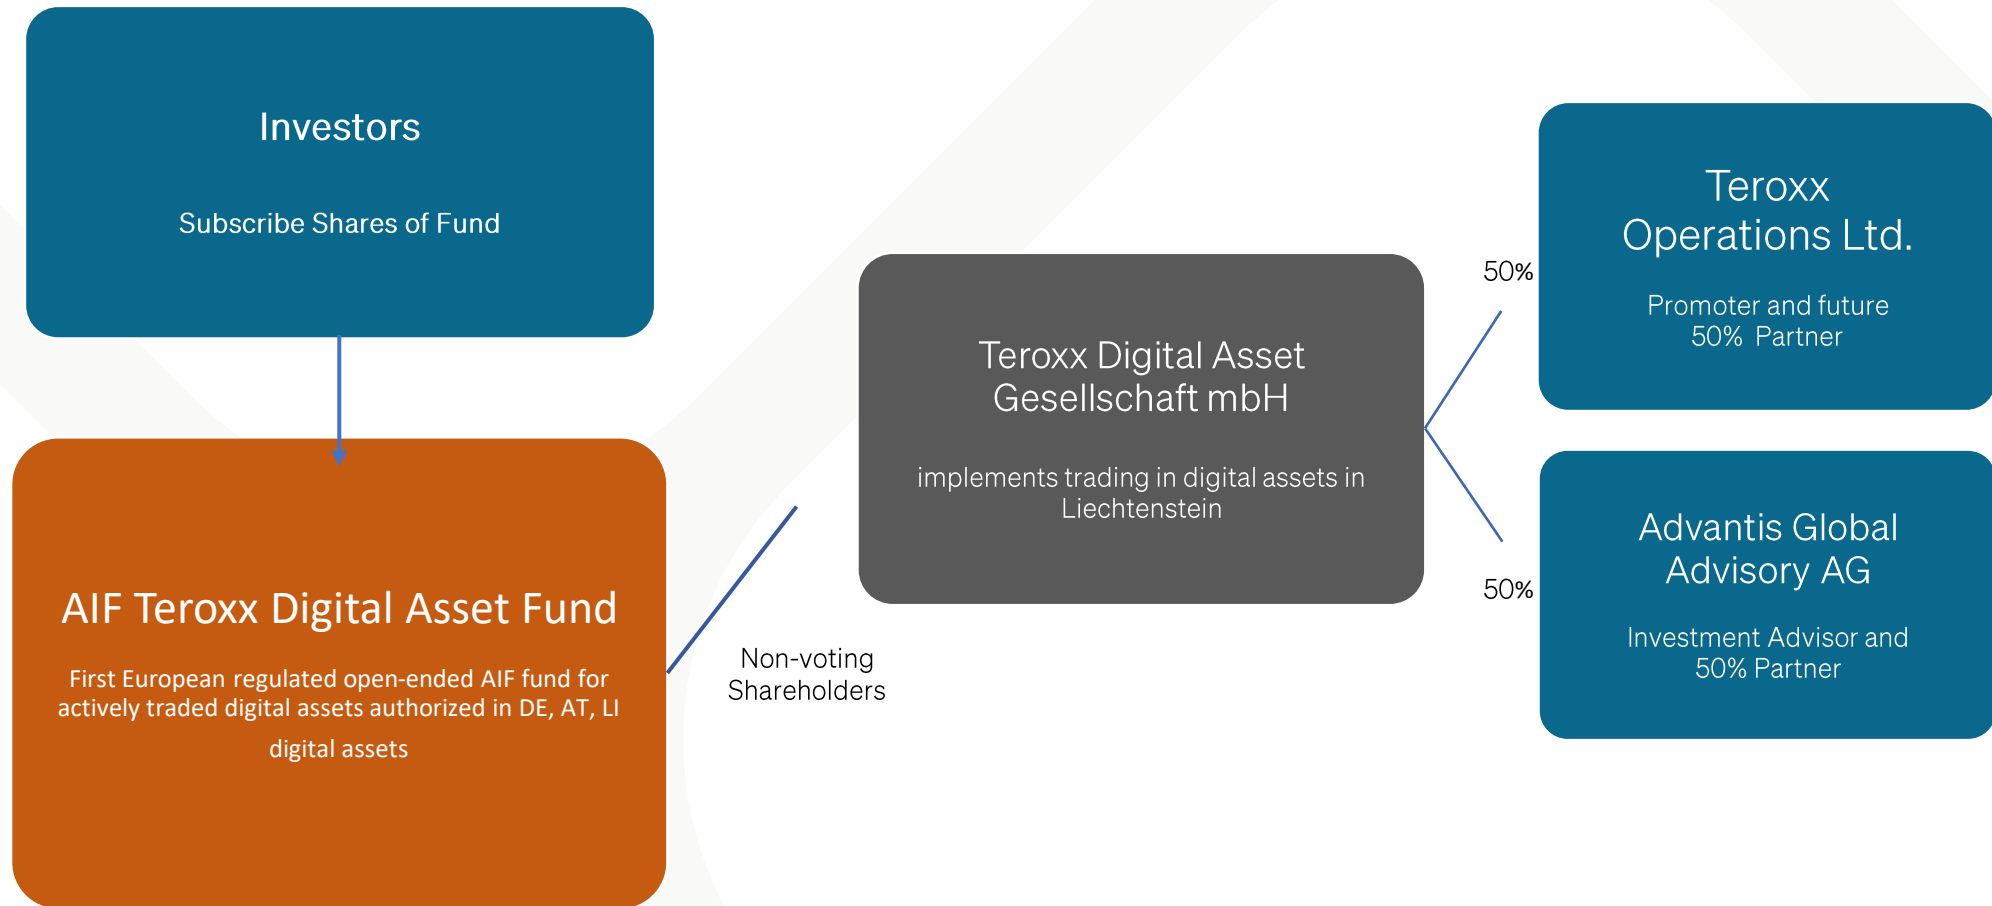 Investors
Subscribe Shares of Fund
AIF Teroxx Digital Asset Fund
First European regulated open-ended AIF fund for
actively traded digital assets authorized in DE, AT, LI
digital assets
Non-voting
Shareholders
Teroxx Digital Asset
Gesellschaft mbH
implements trading in digital assets in
Liechtenstein
50%
Teroxx
Operations Ltd.
Promoter and future
50% Partner
50%
Advantis Global
Advisory AG
Investment Advisor and
50% Partner